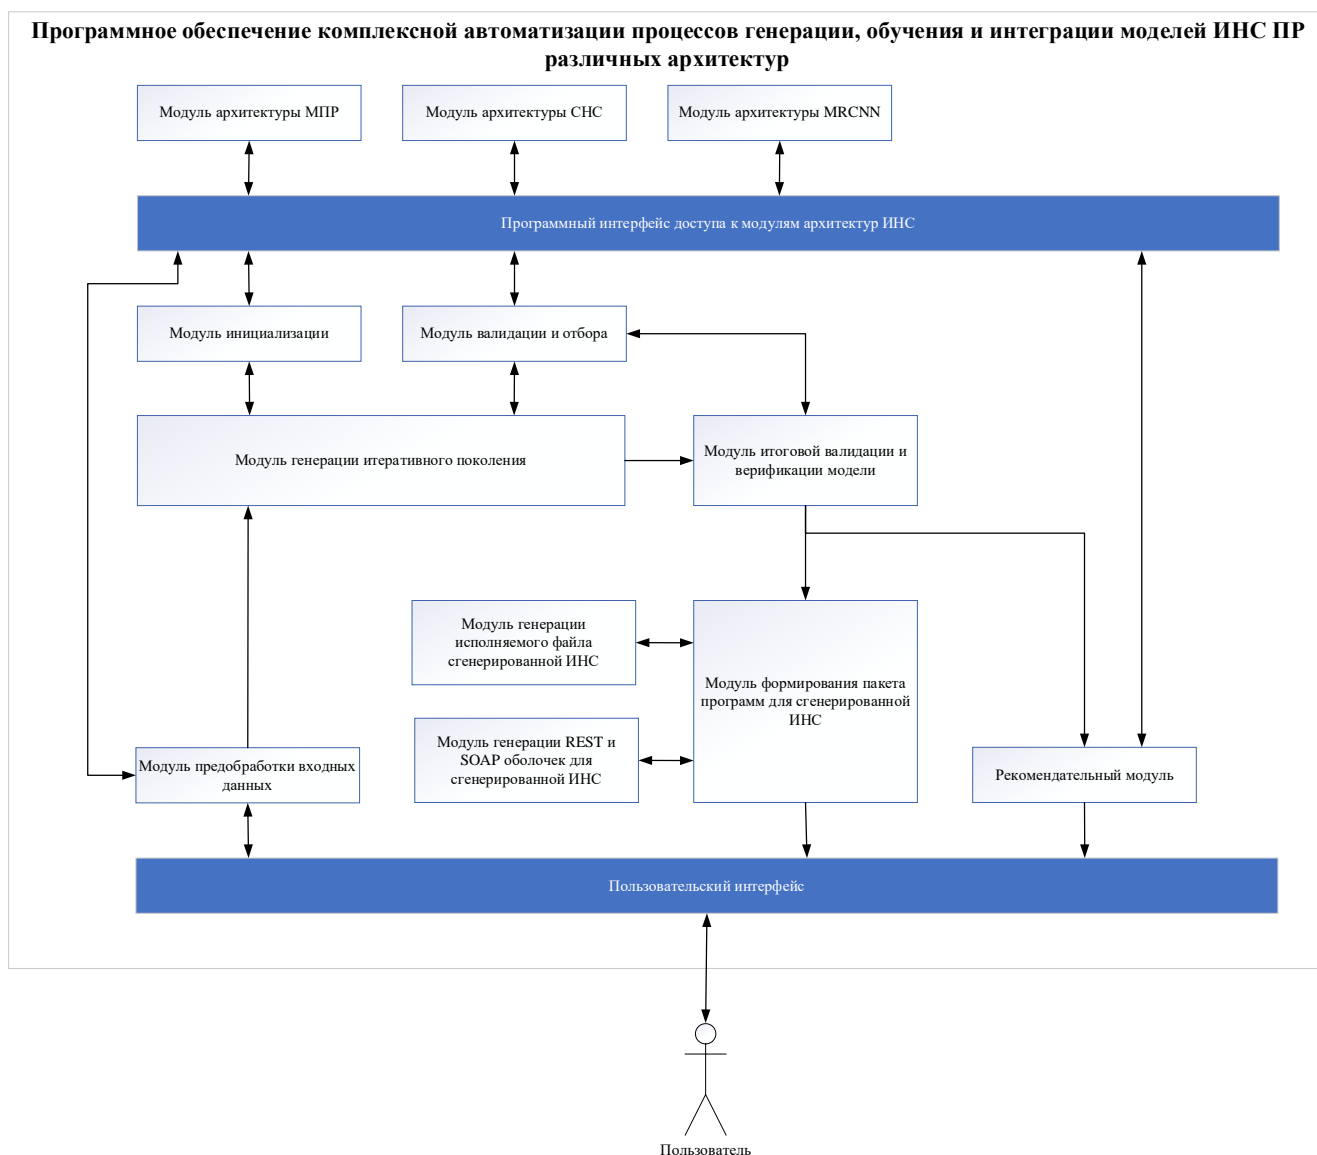 Программное обеспечение комплексной автоматизации процессов генерации, обучения и интеграции моделей ИНС ПР
различных архитектур
Модуль архитектуры МПР
Модуль архитектуры СНС
Модуль архитектуры MRCNN
Программный интерфейс доступа к модулям архитектур ИНС
Модуль инициализации
Модуль валидации и отбора
Модуль генерации итеративного поколения
Модуль итоговой валидации и
верификации модели
Модуль генерации
исполняемого файла
сгенерированной ИНС
Модуль формирования пакета
программ для сгенерированной
ИНС
Модуль генерации REST и
SOAP оболочек для
сгенерированной ИНС
Модуль предобработки входных
данных
Рекомендательный модуль
Пользовательский интерфейс
Пользователь